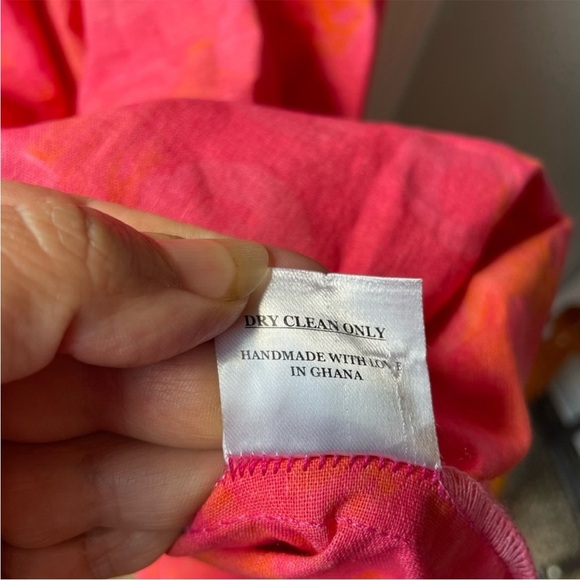 DRY CLEAN ONLY
HANDMADE WITH LOVE
IN GHANA